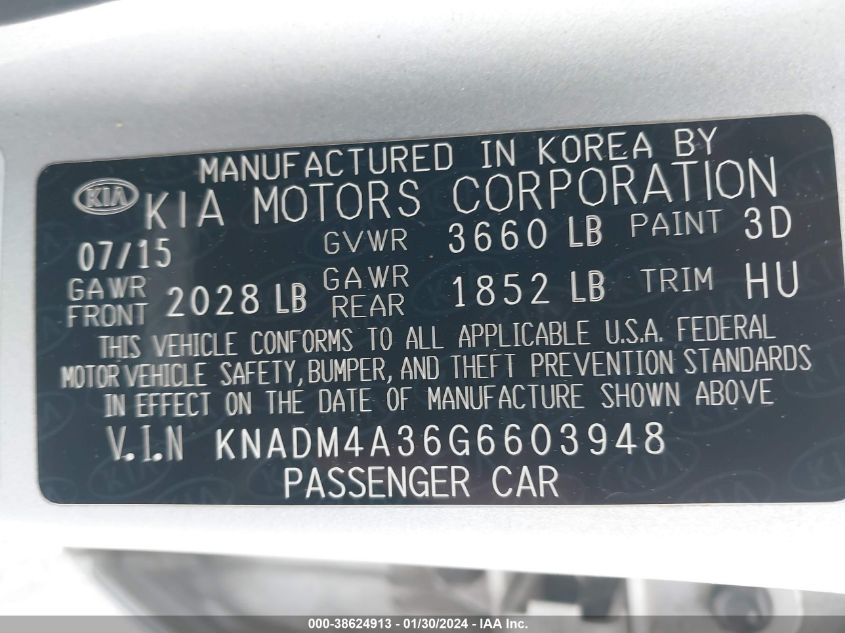 MANUFACTURED IN KOREA BY
KIA KIA MOTORS CORPORATION
07/15 GVWR 3660 LB PAINT 3D
GAWR FRONT 2028 LB GAWR REAR 1852 LB TRIM HU
THIS VEHICLE CONFORMS TO ALL APPLICABLE U.S.A. FEDERAL
MOTOR VEHICLE SAFETY, BUMPER, AND THEFT PREVENTION STANDARDS
IN EFFECT ON THE DATE OF MANUFACTURE SHOWN ABOVE
V.I.N KNADM4A36G6603948
PASSENGER CAR
000-38624913 - 01/30/2024 - IAA Inc.